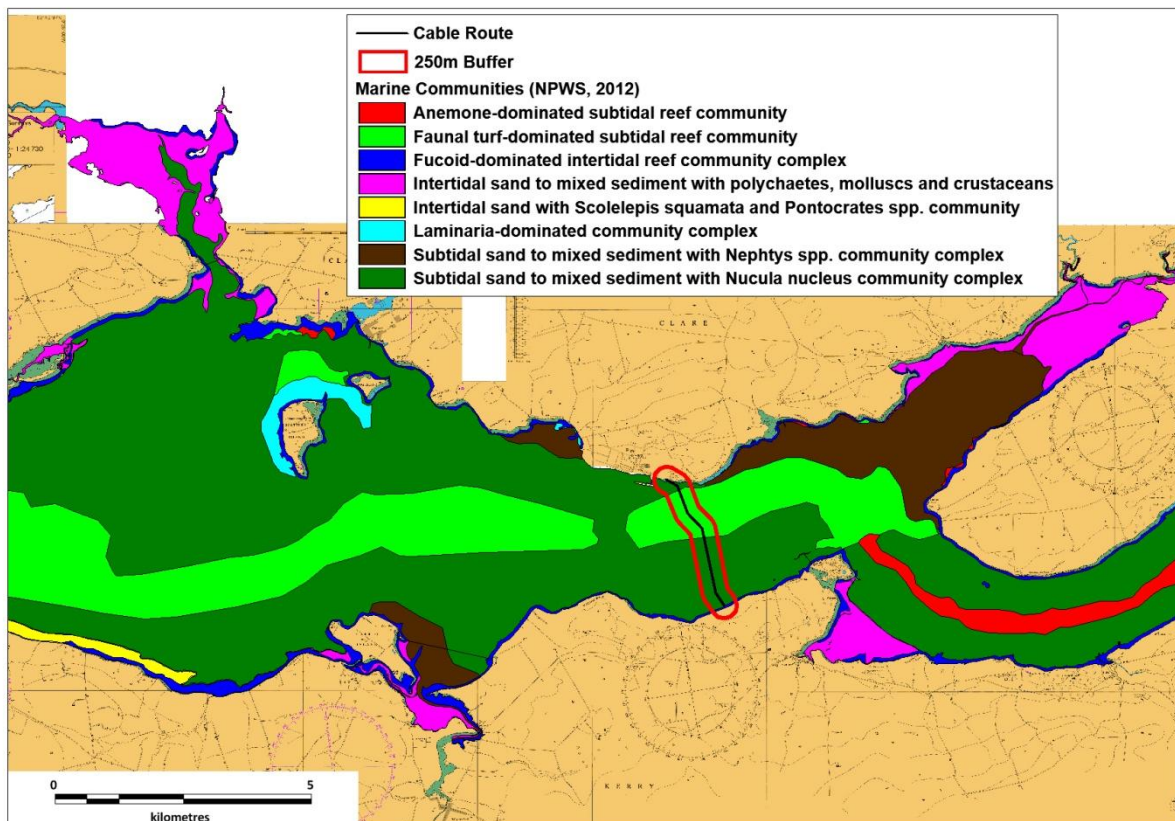 Cable Route
250m Buffer
Marine Communities (NPWS, 2012)
Anemone-dominated subtidal reef community
Faunal turf-dominated subtidal reef community
Fucoid-dominated intertidal reef community complex
Intertidal sand to mixed sediment with polychaetes, molluscs and crustaceans
Intertidal sand with Scolelepis squamata and Pontocrates spp. community
Laminaria-dominated community complex
Subtidal sand to mixed sediment with Nephtys spp. community complex
Subtidal sand to mixed sediment with Nucula nucleus community complex
CLARE
KERRY
0 5
kilometres